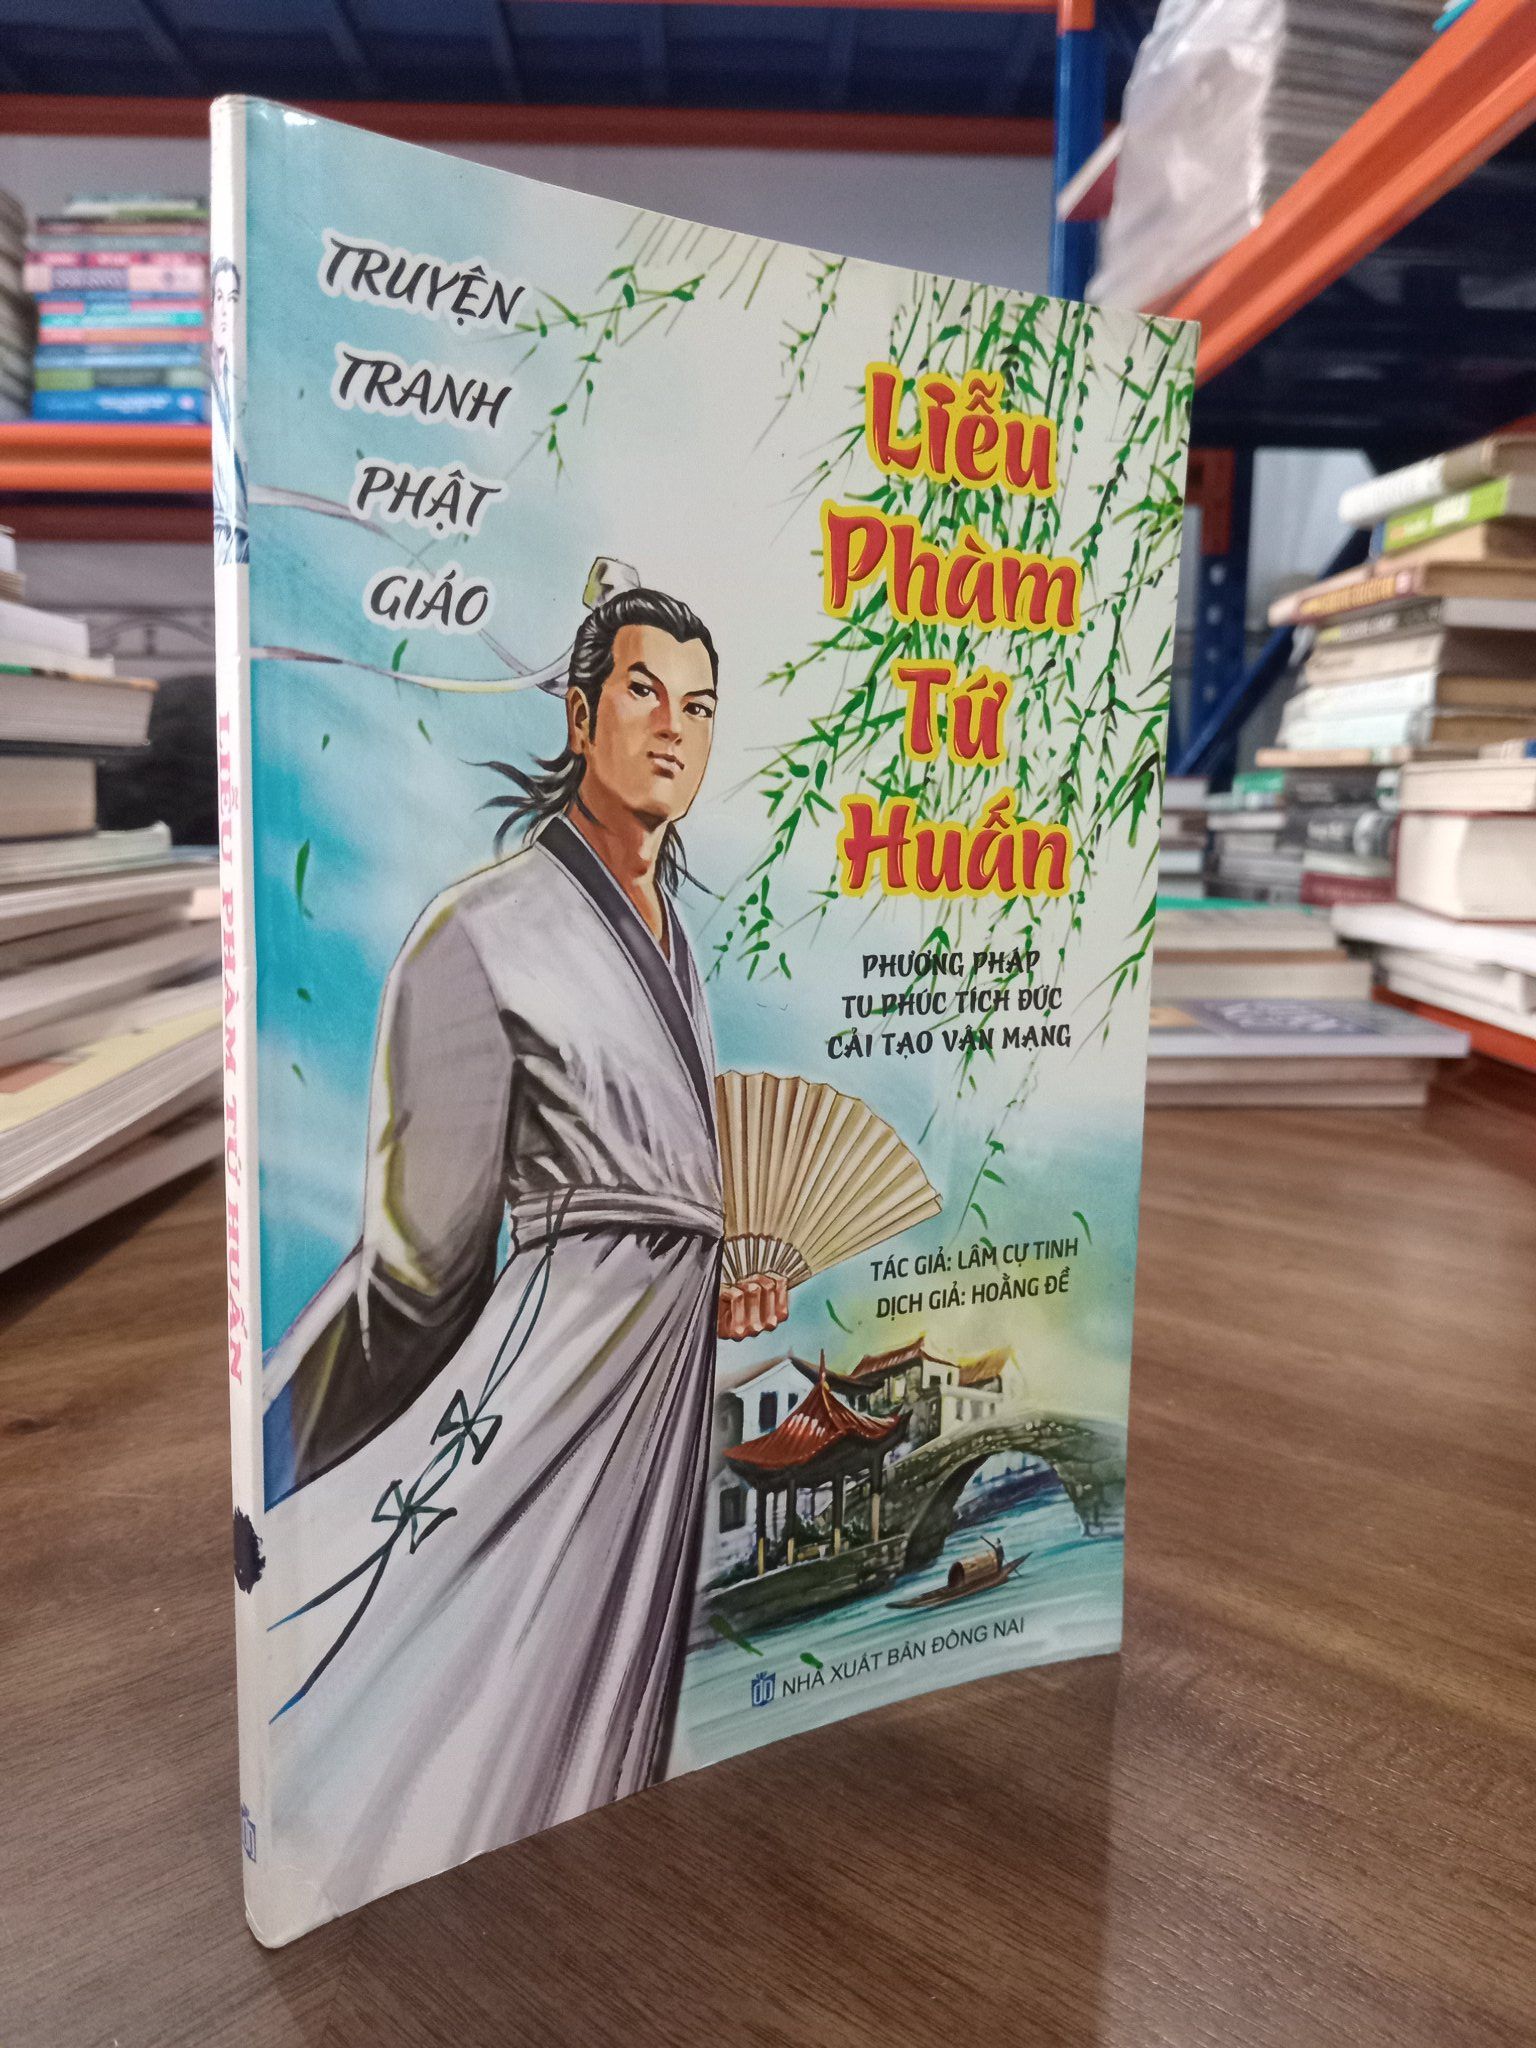 TRUYỆN
TRANH
PHẬT
GIÁO
Liễu
Phàm
Tứ
Huấn
PHƯƠNG PHÁP
TU PHÚC TÍCH ĐỨC
CẢI TẠO VẬN MẠNG
TÁC GIẢ: LÂM CỰ TINH
DỊCH GIẢ: HOẰNG ĐỀ
NHÀ XUẤT BẢN ĐỒNG NAI
LIỄU PHÀM TỨ HUẤN